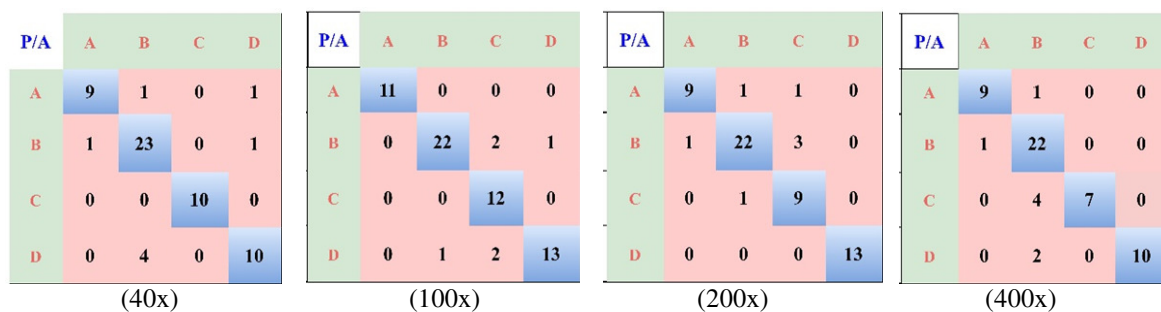 P/A A B C D
A 9 1 0 1
B 1 23 0 1
C 0 0 10 0
D 0 4 0 10
(40x)
P/A A B C D
A 11 0 0 0
B 0 22 2 1
C 0 0 12 0
D 0 1 2 13
(100x)
P/A A B C D
A 9 1 1 0
B 1 22 3 0
C 0 1 9 0
D 0 0 0 13
(200x)
P/A A B C D
A 9 1 0 0
B 1 22 0 0
C 0 4 7 0
D 0 2 0 10
(400x)